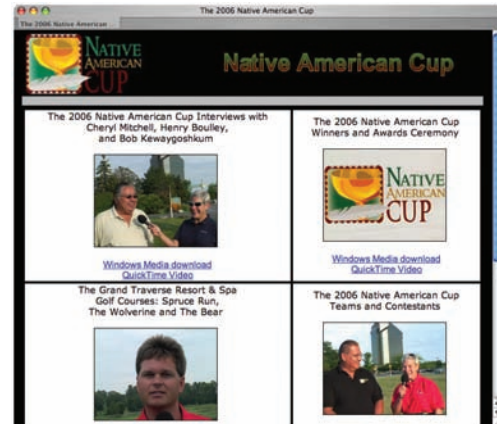 The 2006 Native American Cup
The 2006 Native American ...
NATIVE
AMERICAN
CUP
Native American Cup
The 2006 Native American Cup Interviews with
Cheryl Mitchell, Henry Boulley,
and Bob Kewaygoshkum
Windows Media download
QuickTime Video
The 2006 Native American Cup
Winners and Awards Ceremony
NATIVE
AMERICAN
CUP
Windows Media download
QuickTime Video
The Grand Traverse Resort & Spa
Golf Courses: Spruce Run,
The Wolverine and The Bear
The 2006 Native American Cup
Teams and Contestants